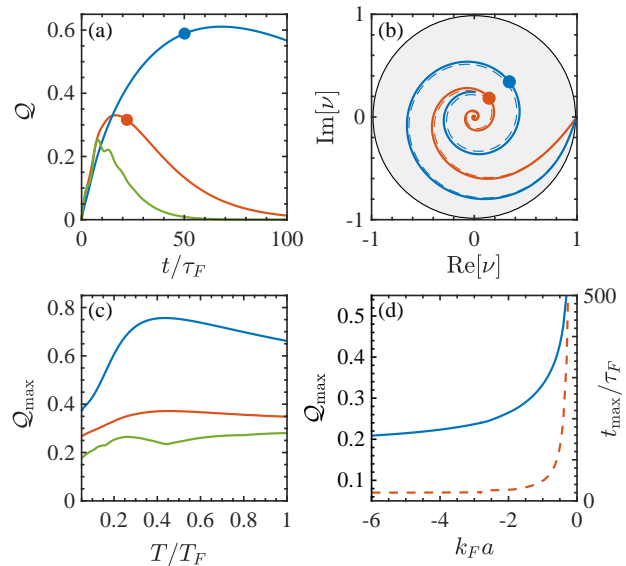 (a)
0.6
0.4
0.2
0
Q
0 50 100
t/τ_F
(b)
1
0
-1
Im[ν]
-1 0 1
Re[ν]
(c)
0.8
0.6
0.4
0.2
0
Q_max
0.2 0.4 0.6 0.8 1
T/T_F
(d)
0.5
0.4
0.3
0.2
0.1
Q_max
500
0
t_max/τ_F
-6 -4 -2 0
k_F a